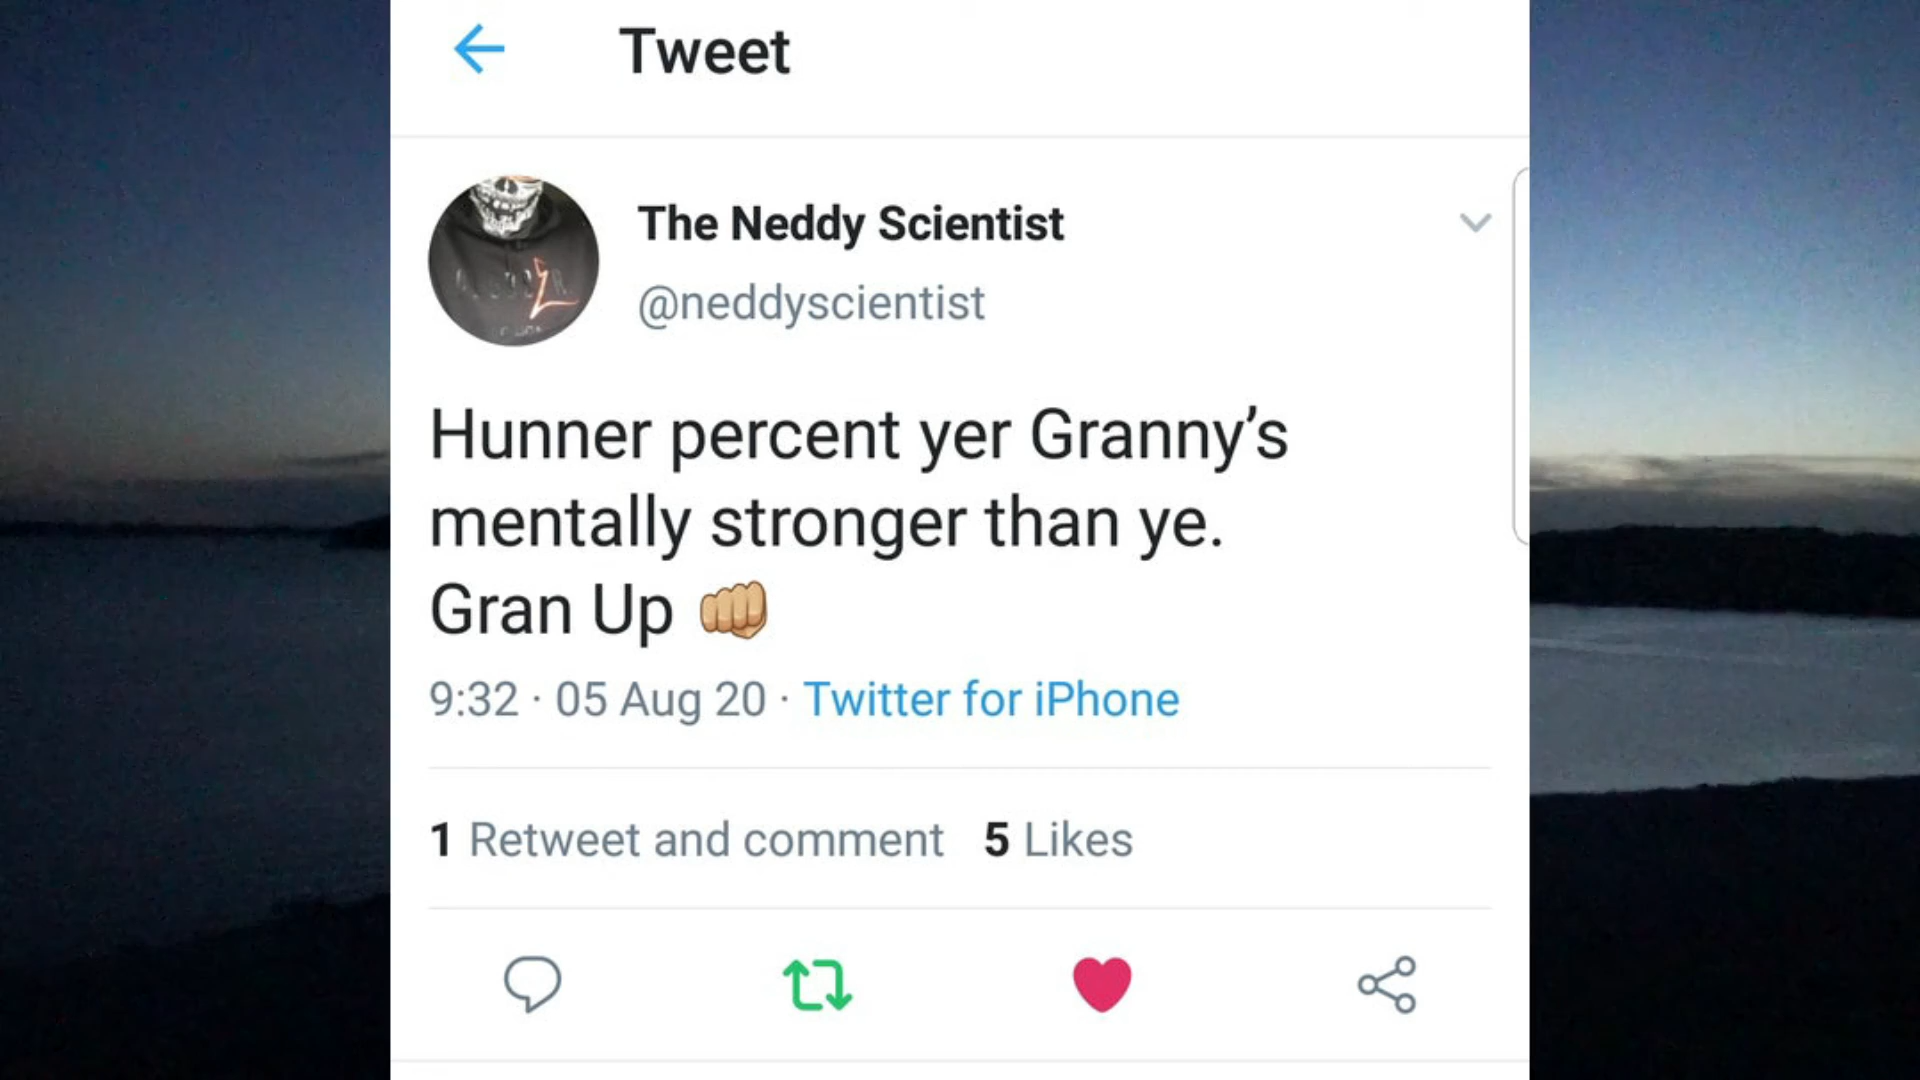 Tweet
The Neddy Scientist
@neddyscientist
Hunner percent yer Granny’s
mentally stronger than ye.
Gran Up 👊🏼
9:32 · 05 Aug 20 · Twitter for iPhone
1 Retweet and comment 5 Likes